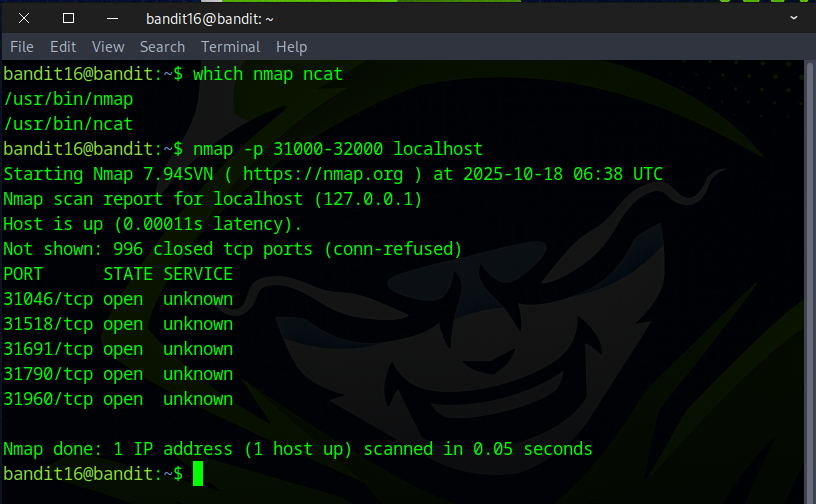 bandit16@bandit: ~
File Edit View Search Terminal Help
bandit16@bandit:~$ which nmap ncat
/usr/bin/nmap
/usr/bin/ncat
bandit16@bandit:~$ nmap -p 31000-32000 localhost
Starting Nmap 7.94SVN ( https://nmap.org ) at 2025-10-18 06:38 UTC
Nmap scan report for localhost (127.0.0.1)
Host is up (0.00011s latency).
Not shown: 996 closed tcp ports (conn-refused)
PORT      STATE SERVICE
31046/tcp open  unknown
31518/tcp open  unknown
31691/tcp open  unknown
31790/tcp open  unknown
31960/tcp open  unknown

Nmap done: 1 IP address (1 host up) scanned in 0.05 seconds
bandit16@bandit:~$